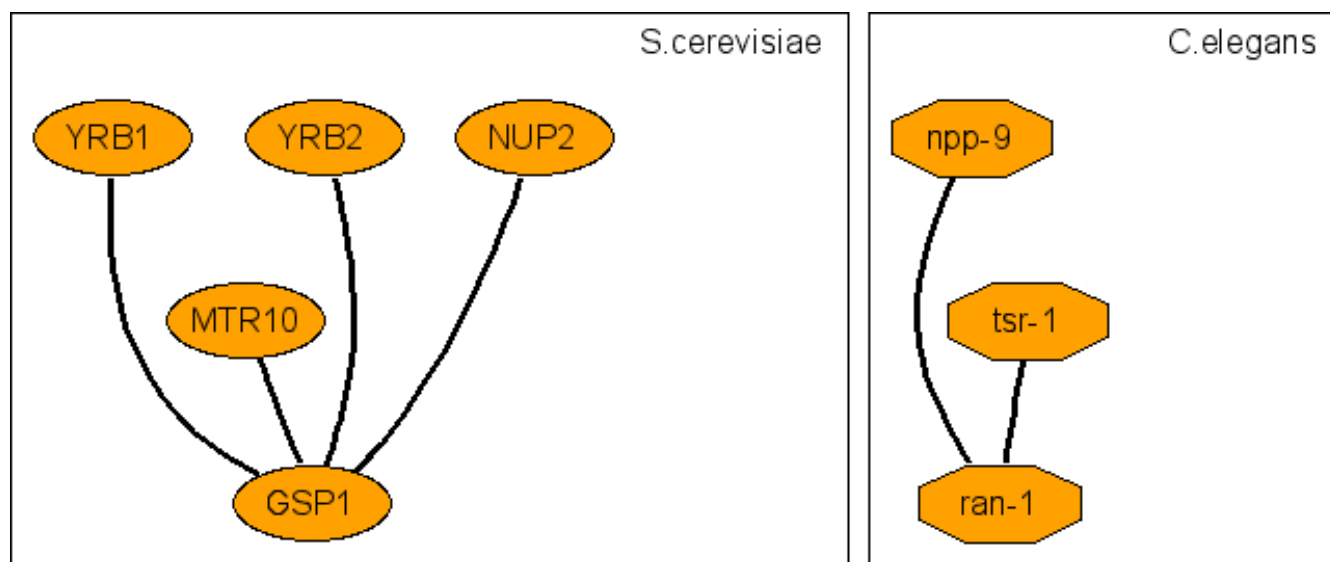 S.cerevisiae
YRB1
YRB2
NUP2
MTR10
GSP1
C.elegans
npp-9
tsr-1
ran-1